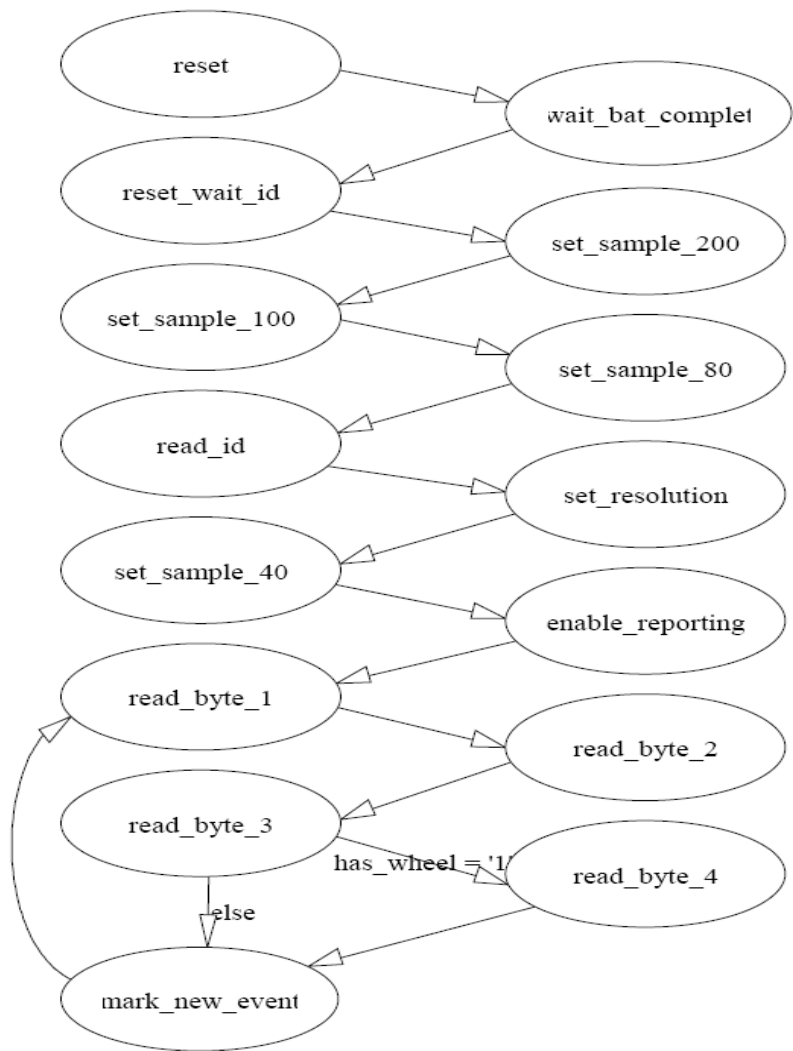 reset
wait_bat_complet
reset_wait_id
set_sample_200
set_sample_100
set_sample_80
read_id
set_resolution
set_sample_40
enable_reporting
read_byte_1
read_byte_2
read_byte_3
has_wheel = '1'
read_byte_4
else
mark_new_event